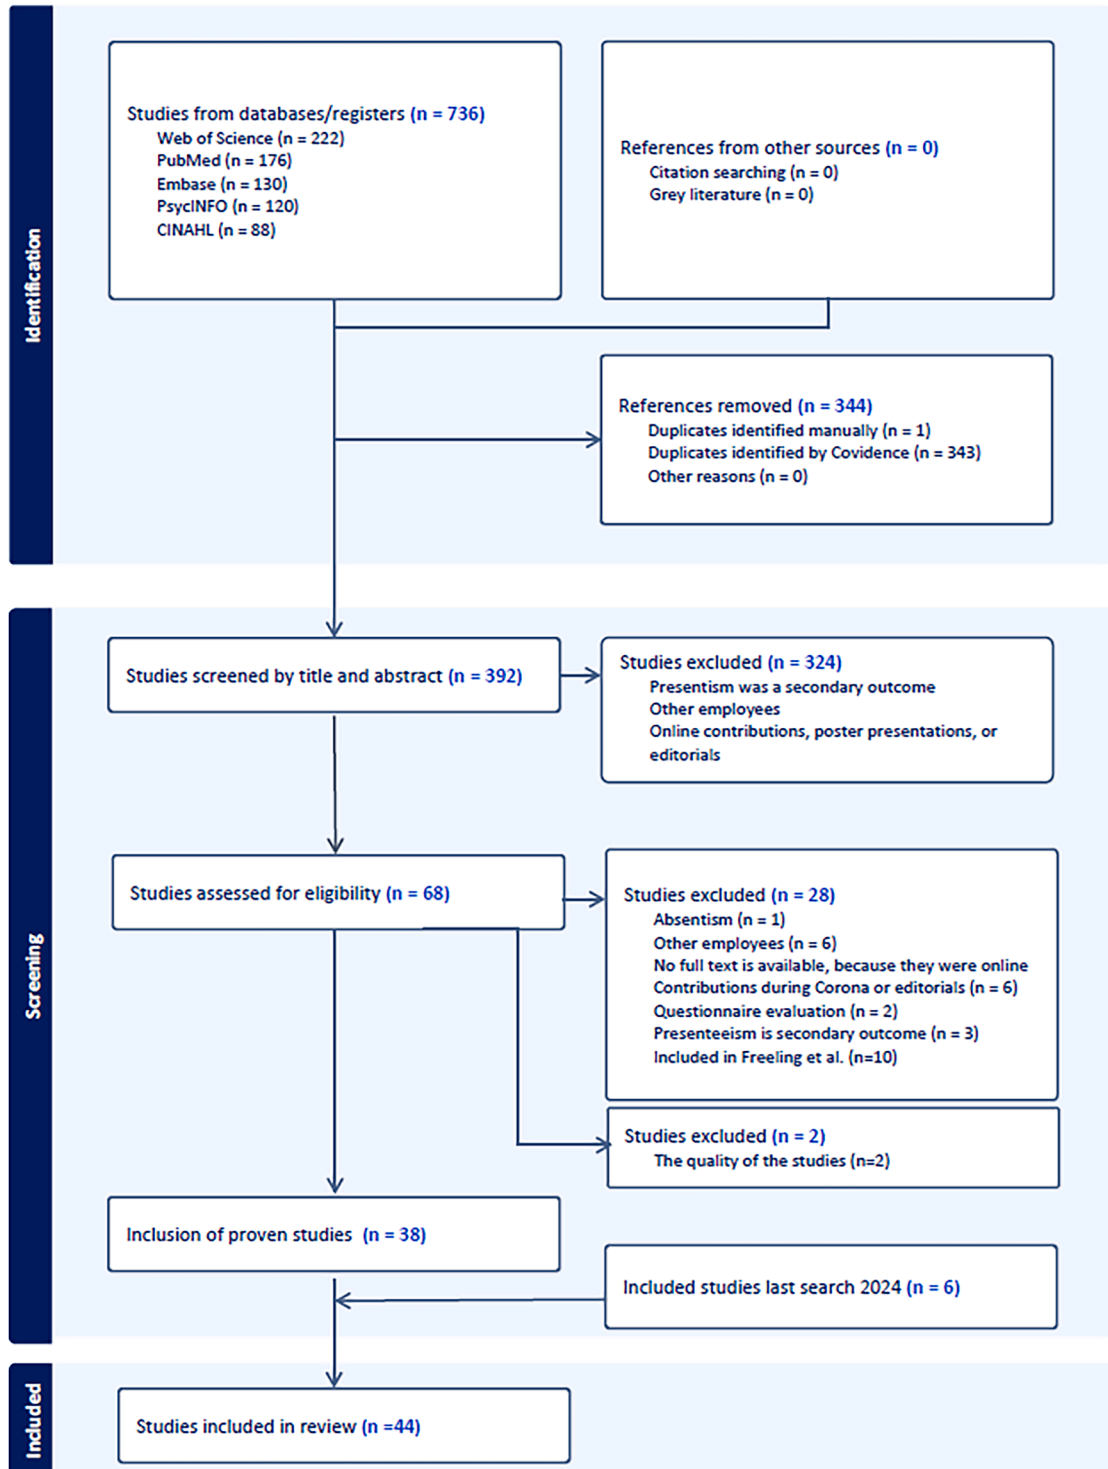 Identification
Studies from databases/registers (n = 736)
Web of Science (n = 222)
PubMed (n = 176)
Embase (n = 130)
PsycINFO (n = 120)
CINAHL (n = 88)
References from other sources (n = 0)
Citation searching (n = 0)
Grey literature (n = 0)
References removed (n = 344)
Duplicates identified manually (n = 1)
Duplicates identified by Covidence (n = 343)
Other reasons (n = 0)
Screening
Studies screened by title and abstract (n = 392)
Studies excluded (n = 324)
Presentism was a secondary outcome
Other employees
Online contributions, poster presentations, or
editorials
Studies assessed for eligibility (n = 68)
Studies excluded (n = 28)
Absentism (n = 1)
Other employees (n = 6)
No full text is available, because they were online
Contributions during Corona or editorials (n = 6)
Questionnaire evaluation (n = 2)
Presenteeism is secondary outcome (n = 3)
Included in Freeling et al. (n=10)
Studies excluded (n = 2)
The quality of the studies (n=2)
Inclusion of proven studies (n = 38)
Included studies last search 2024 (n = 6)
Included
Studies included in review (n =44)